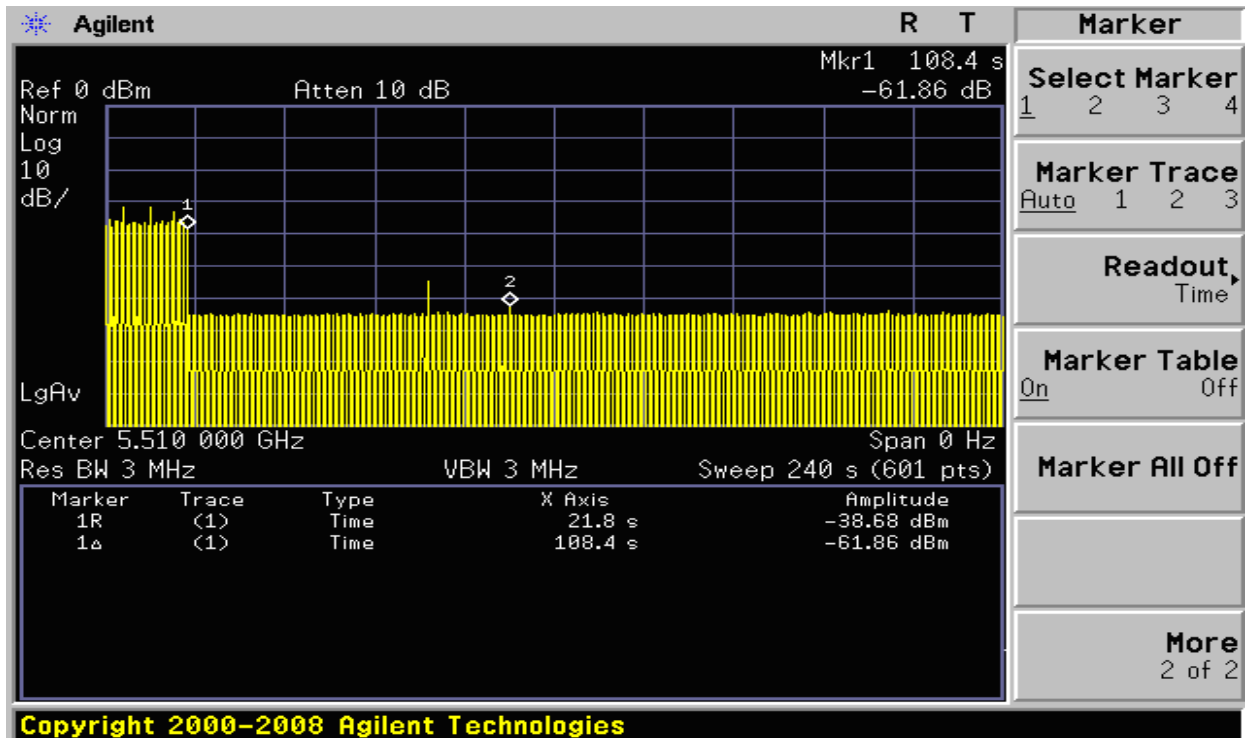 Agilent R T Marker
Mkr1 108.4 s
Ref 0 dBm Atten 10 dB -61.86 dB
Norm
Log
10
dB/
1
2
LgAv
Center 5.510 000 GHz Span 0 Hz
Res BW 3 MHz VBW 3 MHz Sweep 240 s (601 pts)
Marker Trace Type X Axis Amplitude
1R (1) Time 21.8 s -38.68 dBm
1Δ (1) Time 108.4 s -61.86 dBm
Select Marker
1 2 3 4
Marker Trace
Auto 1 2 3
Readout
Time
Marker Table
On Off
Marker All Off
More
2 of 2
Copyright 2000-2008 Agilent Technologies